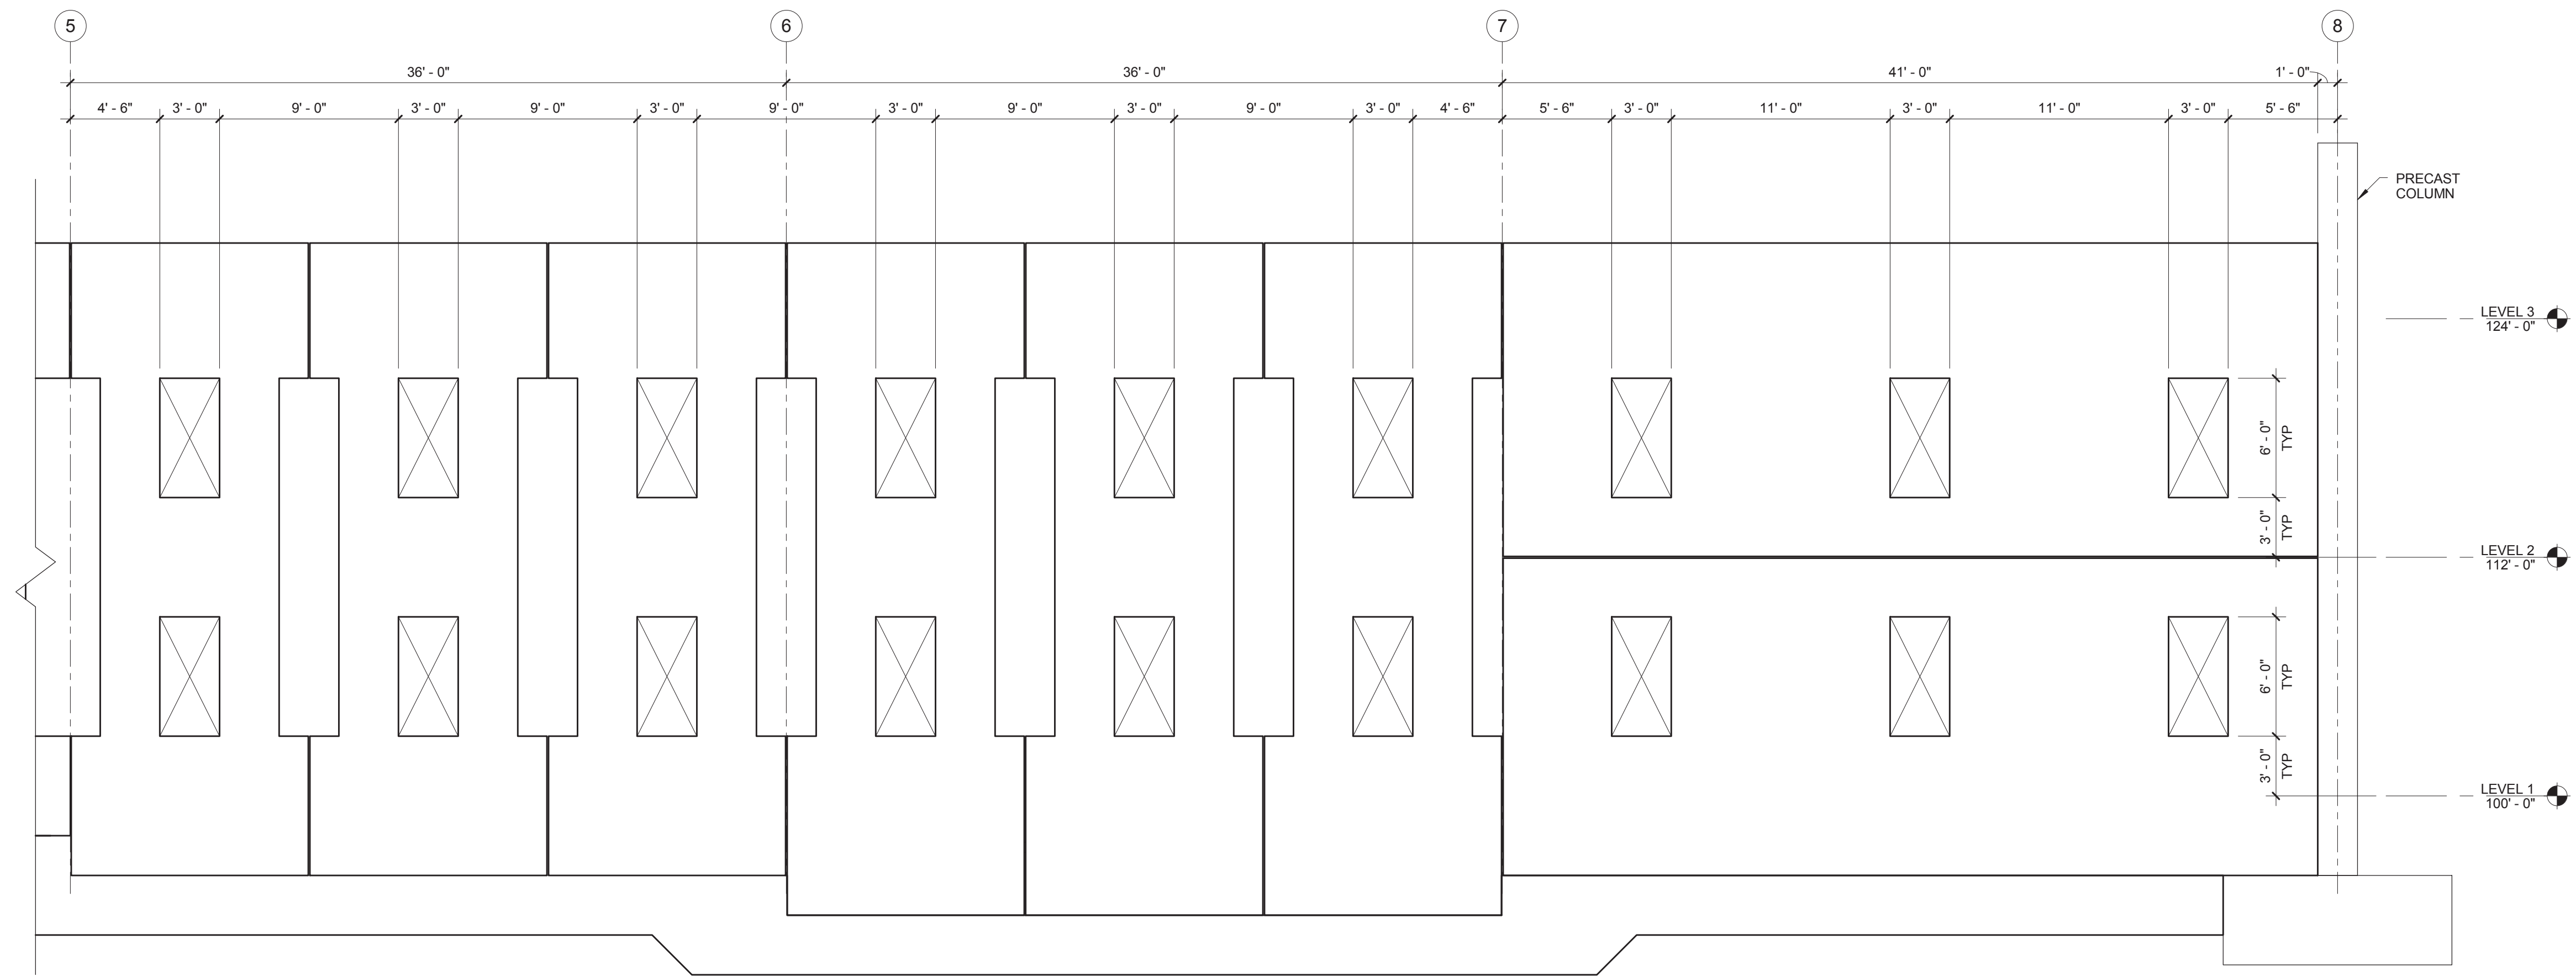 5
6
7
8
36' - 0"
36' - 0"
41' - 0"
1' - 0"
4' - 6"
3' - 0"
9' - 0"
3' - 0"
9' - 0"
3' - 0"
9' - 0"
3' - 0"
9' - 0"
3' - 0"
9' - 0"
3' - 0"
4' - 6"
5' - 6"
3' - 0"
11' - 0"
3' - 0"
11' - 0"
3' - 0"
5' - 6"
PRECAST
COLUMN
LEVEL 3
124' - 0"
6' - 0"
TYP
3' - 0"
TYP
LEVEL 2
112' - 0"
6' - 0"
TYP
3' - 0"
TYP
LEVEL 1
100' - 0"